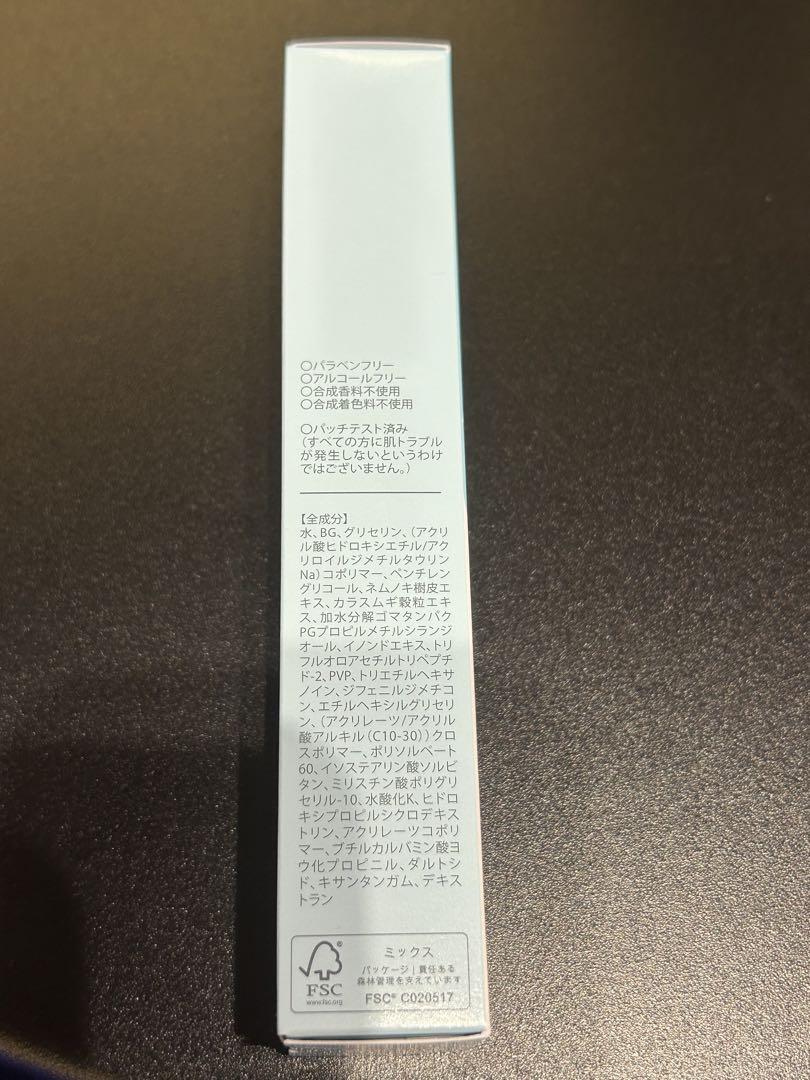 ○パラベンフリー
○アルコールフリー
○合成香料不使用
○合成着色料不使用
○パッチテスト済み
(すべての方に肌トラブル
が発生しないというわけ
ではございません。)
【全成分】
水、BG、グリセリン、(アクリ
ル酸ヒドロキシエチル/アク
リロイルジメチルタウリン
Na)コポリマー、ペンチレン
グリコール、ネムノキ樹皮エ
キス、カラスムギ穀粒エキ
ス、加水分解ゴマタンパク
PGプロピルメチルシランジ
オール、イノンドエキス、トリ
フルオロアセチルトリペプチ
ド-2、PVP、トリエチルヘキサ
ノイン、ジフェニルジメチコ
ン、エチルヘキシルグリセリ
ン、(アクリレーツ/アクリル
酸アルキル(C10-30))クロ
スポリマー、ポリソルベート
60、イソステアリン酸ソルビ
タン、ミリスチン酸ポリグリ
セリル-10、水酸化K、ヒドロ
キシプロピルシクロデキス
トリン、アクリレーツコポリ
マー、ブチルカルバミン酸ヨ
ウ化プロピニル、ダルトシ
ド、キサンタンガム、デキス
トラン
FSC®
www.fsc.org
ミックス
パッケージ|責任ある
森林管理を支えています
FSC® C020517